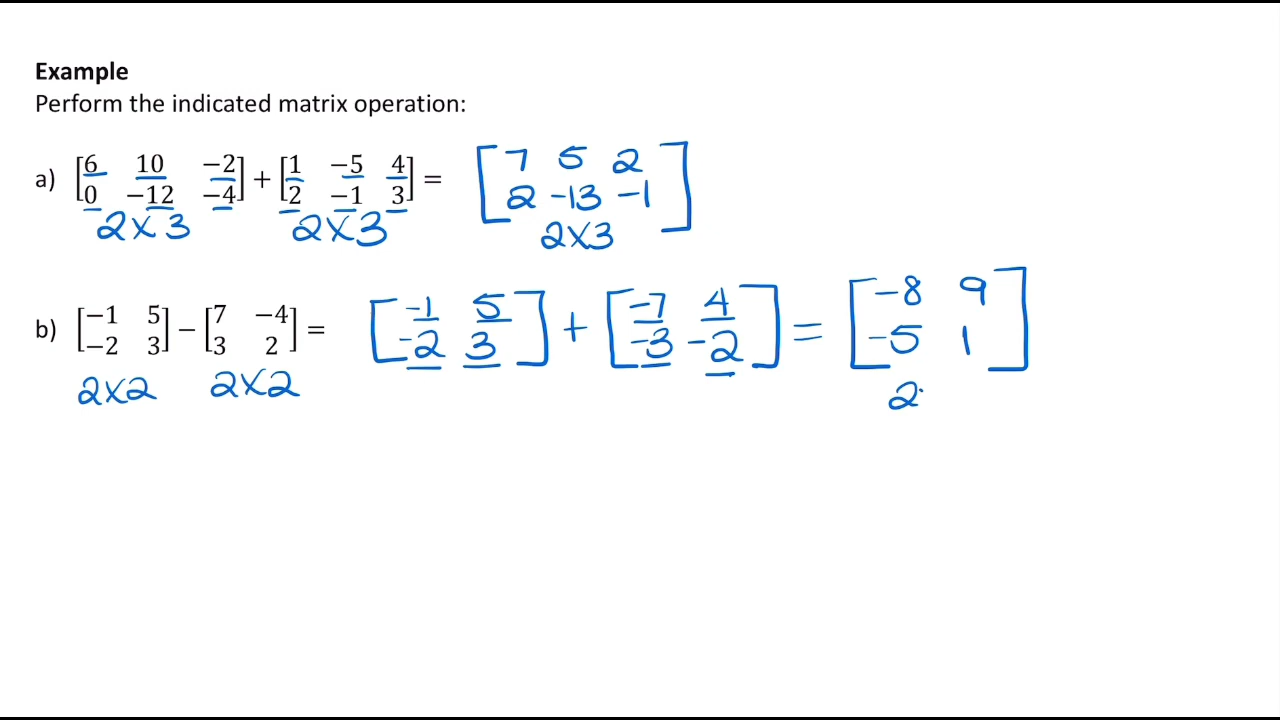 Example
Perform the indicated matrix operation:
a) [6 10 −2] + [1 −5 4] = [7 5 2]
[0 −12 −4] [2 −1 3] [2 -13 -1]
2X3 2X3 2X3
b) [−1 5] − [7 −4] = [-1 5] + [-7 4] = [-8 9]
[−2 3] [3 2] [-2 3] [-3 -2] [-5 1]
2X2 2X2 2